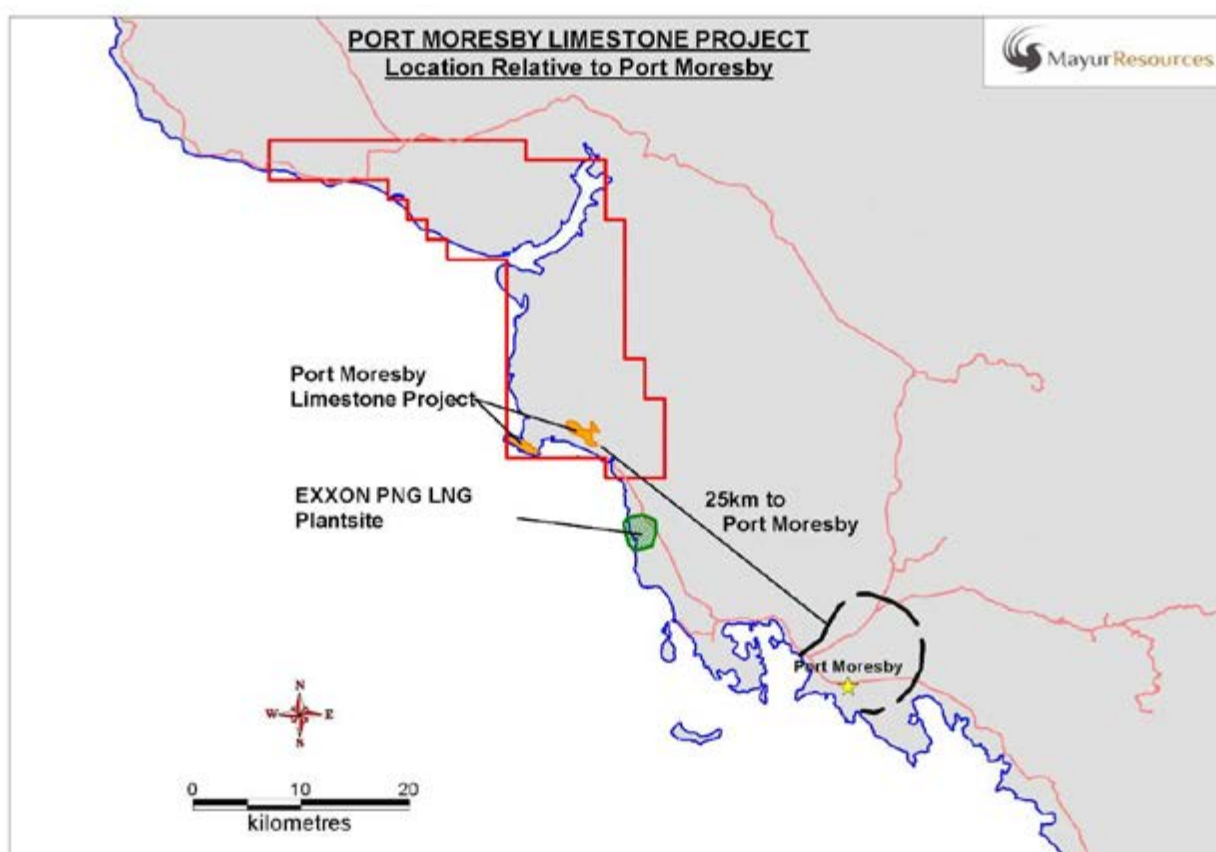 PORT MORESBY LIMESTONE PROJECT
Location Relative to Port Moresby
MayurResources
Port Moresby
Limestone Project
EXXON PNG LNG
Plantsite
25km to
Port Moresby
Port Moresby
N
W E
S
0 10 20
kilometres